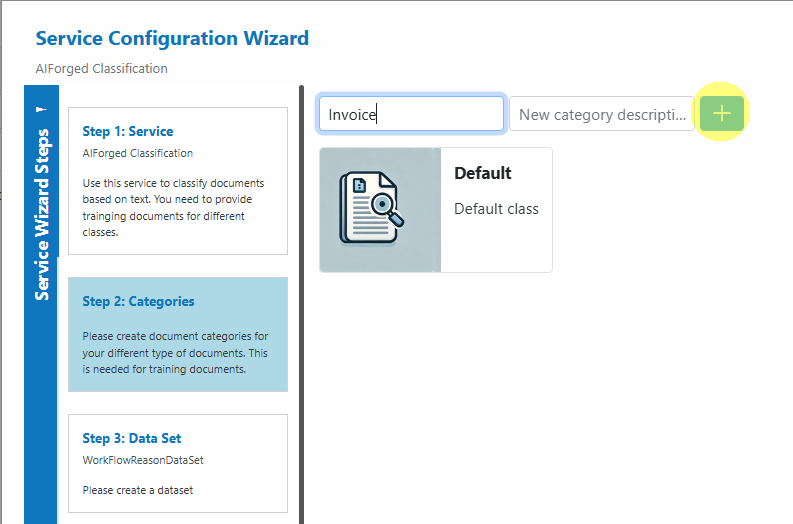 Service Configuration Wizard
AIForged Classification
Service Wizard Steps
Step 1: Service
AIForged Classification
Use this service to classify documents
based on text. You need to provide
trainging documents for different
classes.
Step 2: Categories
Please create document categories for
your different type of documents. This
is needed for training documents.
Step 3: Data Set
WorkFlowReasonDataSet
Please create a dataset
Invoice
New category descripti...
Default
Default class